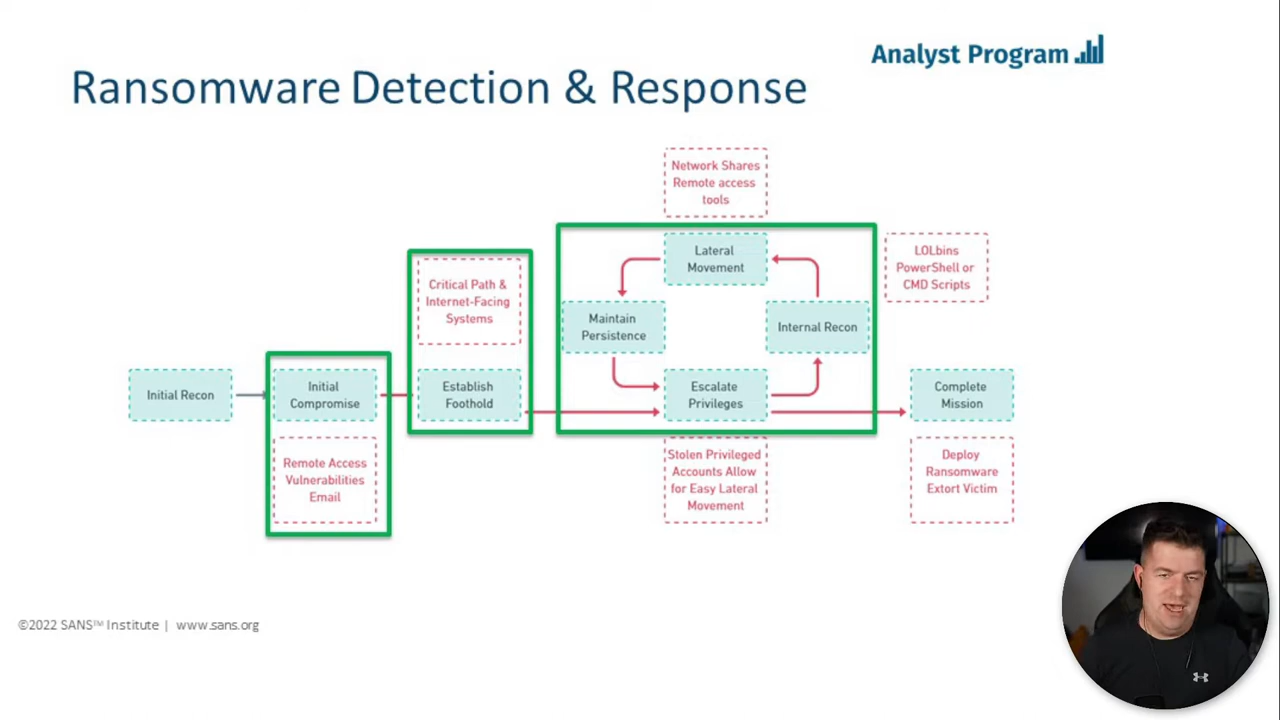 Analyst Program
Ransomware Detection & Response
Network Shares
Remote access
tools
Lateral
Movement
LOLbins
PowerShell or
CMD Scripts
Critical Path &
Internet-Facing
Systems
Maintain
Persistence
Internal Recon
Initial Recon
Initial
Compromise
Establish
Foothold
Escalate
Privileges
Complete
Mission
Remote Access
Vulnerabilities
Email
Stolen Privileged
Accounts Allow
for Easy Lateral
Movement
Deploy
Ransomware
Extort Victim
©2022 SANS™ Institute | www.sans.org